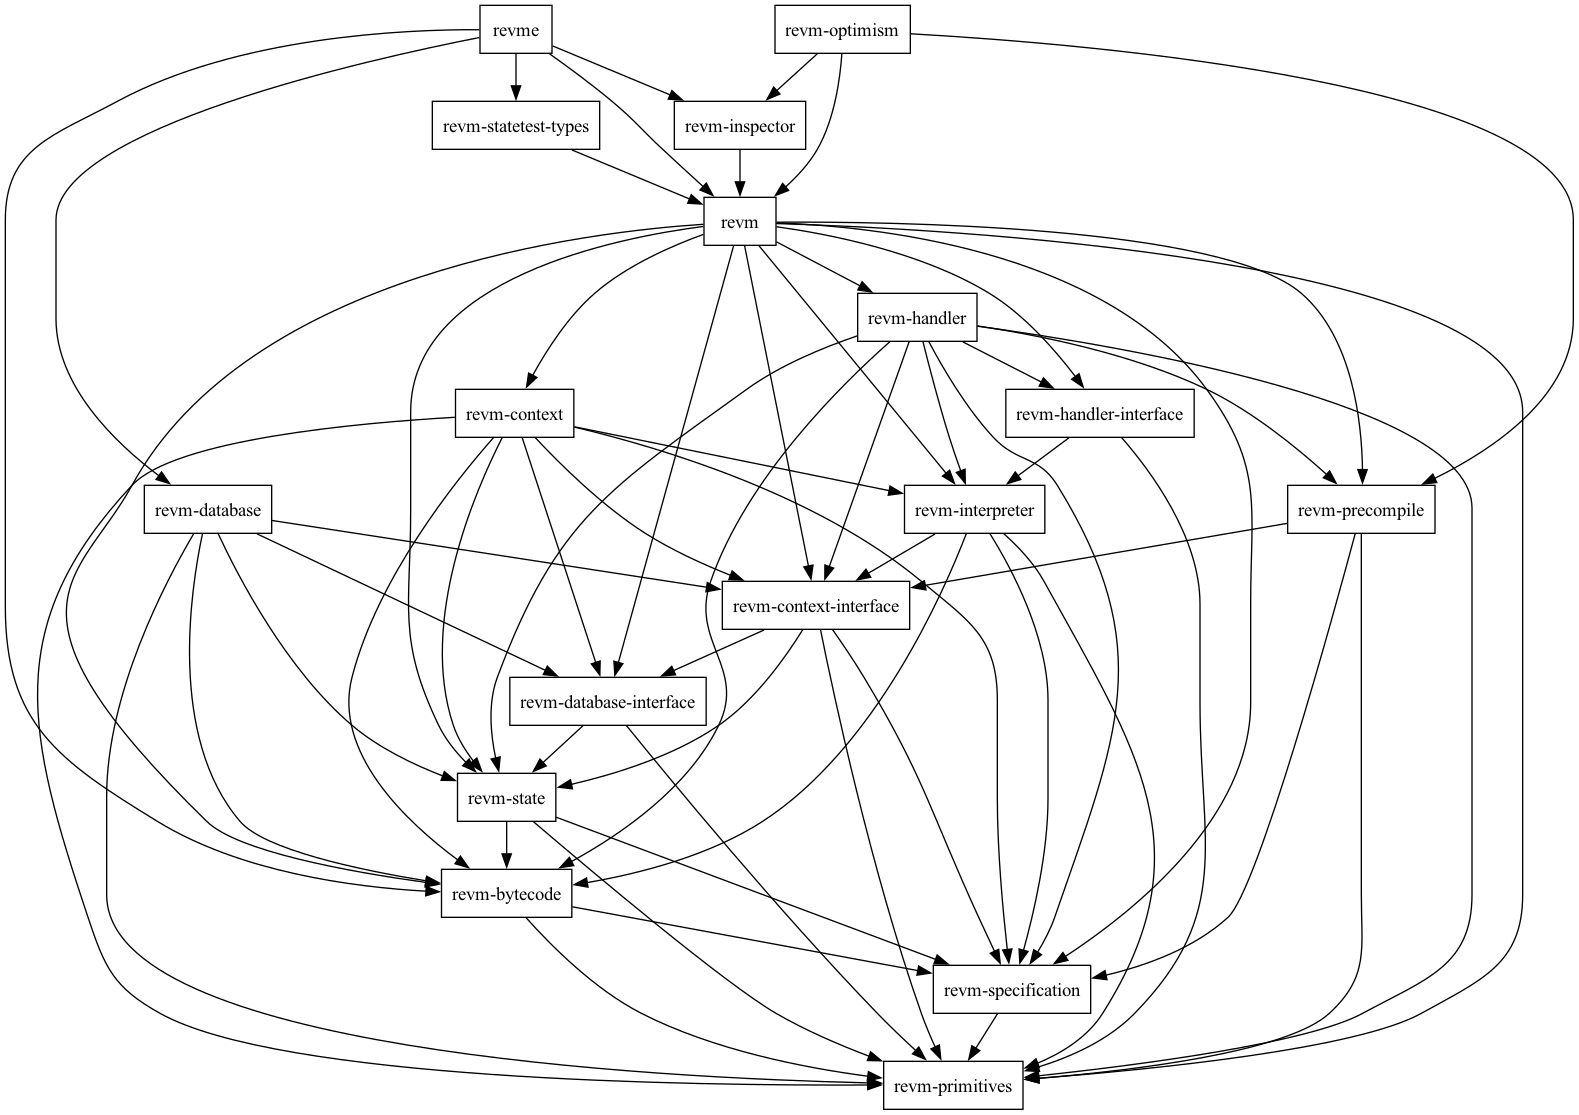 revme
revm-optimism
revm-statetest-types
revm-inspector
revm
revm-handler
revm-context
revm-handler-interface
revm-database
revm-interpreter
revm-precompile
revm-context-interface
revm-database-interface
revm-state
revm-bytecode
revm-specification
revm-primitives